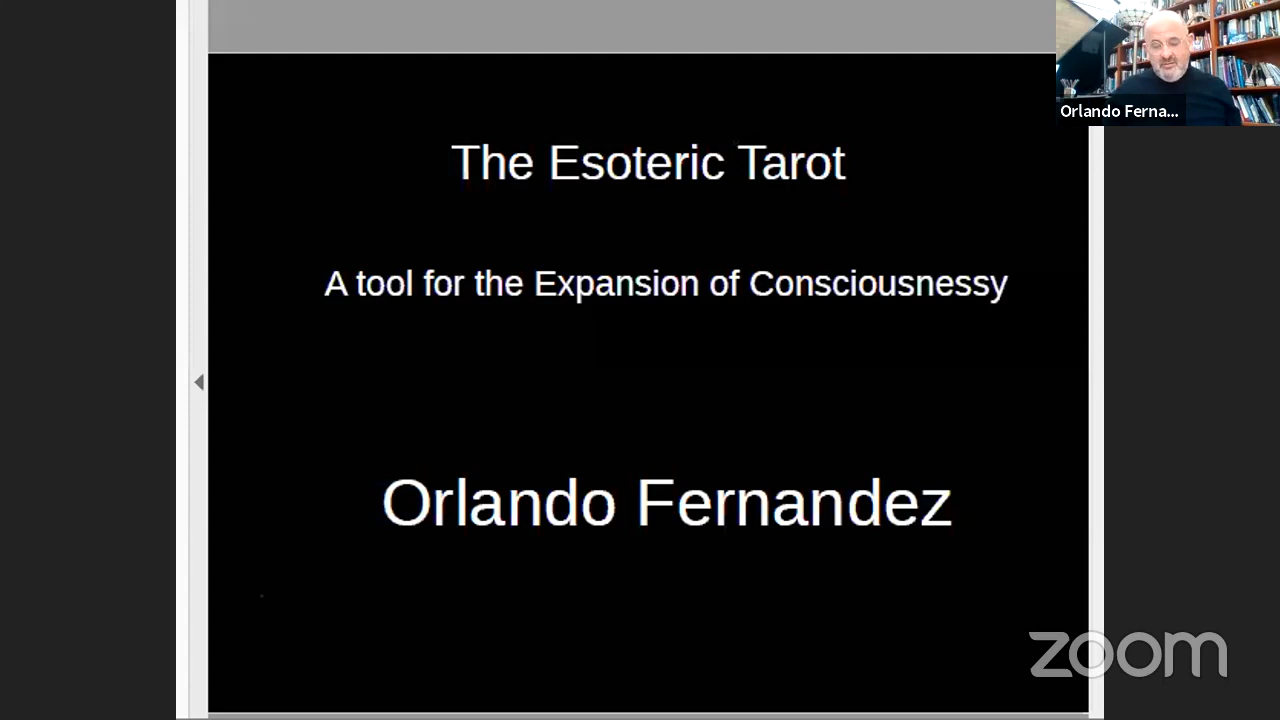 Orlando Ferna...
The Esoteric Tarot
A tool for the Expansion of Consciousnessy
Orlando Fernandez
zoom